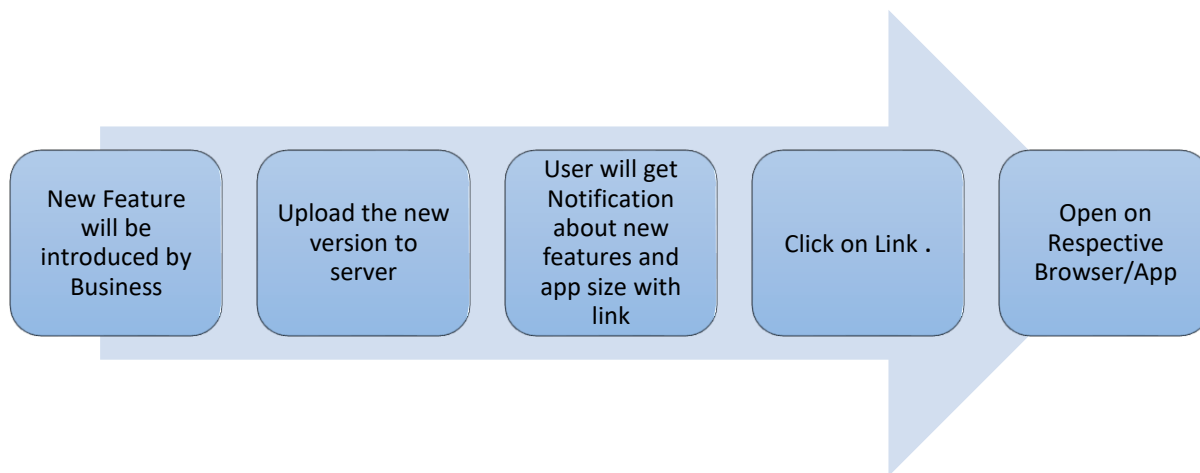 New Feature
will be
introduced by
Business
Upload the new
version to
server
User will get
Notification
about new
features and
app size with
link
Click on Link .
Open on
Respective
Browser/App